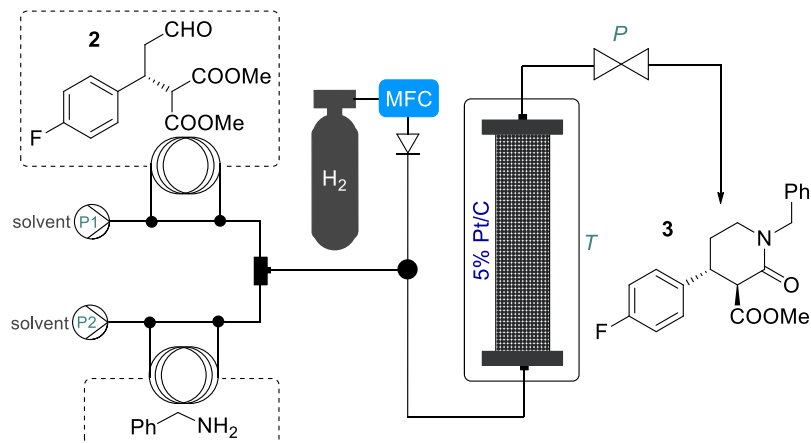 2
CHO
COOMe
COOMe
F
solvent
P1
solvent
P2
Ph
NH2
H2
MFC
5% Pt/C
T
P
3
Ph
N
O
COOMe
F